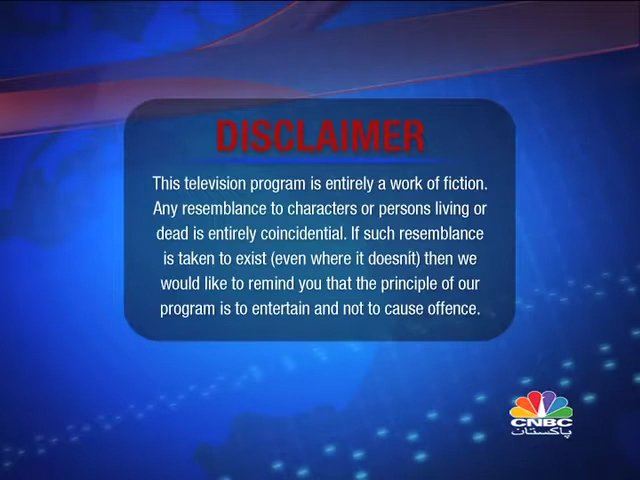 DISCLAIMER
This television program is entirely a work of fiction.
Any resemblance to characters or persons living or
dead is entirely coincidential. If such resemblance
is taken to exist (even where it doesnít) then we
would like to remind you that the principle of our
program is to entertain and not to cause offence.
CNBC
پاکستان